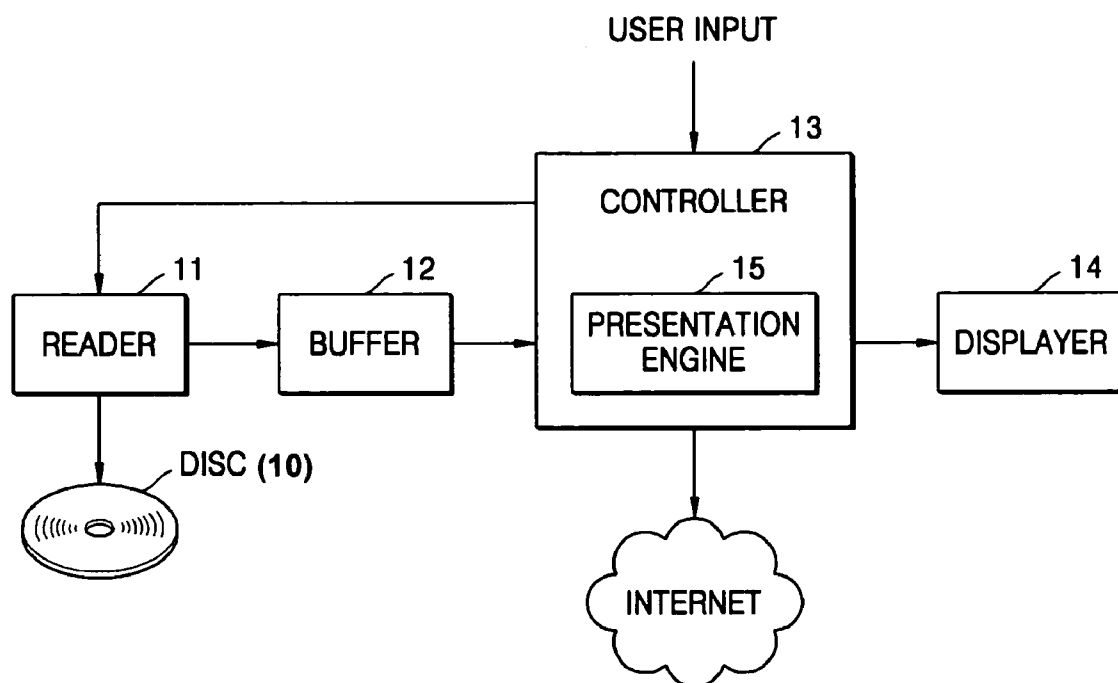 USER INPUT
13
CONTROLLER
11
READER
12
BUFFER
15
PRESENTATION
ENGINE
14
DISPLAYER
DISC (10)
INTERNET